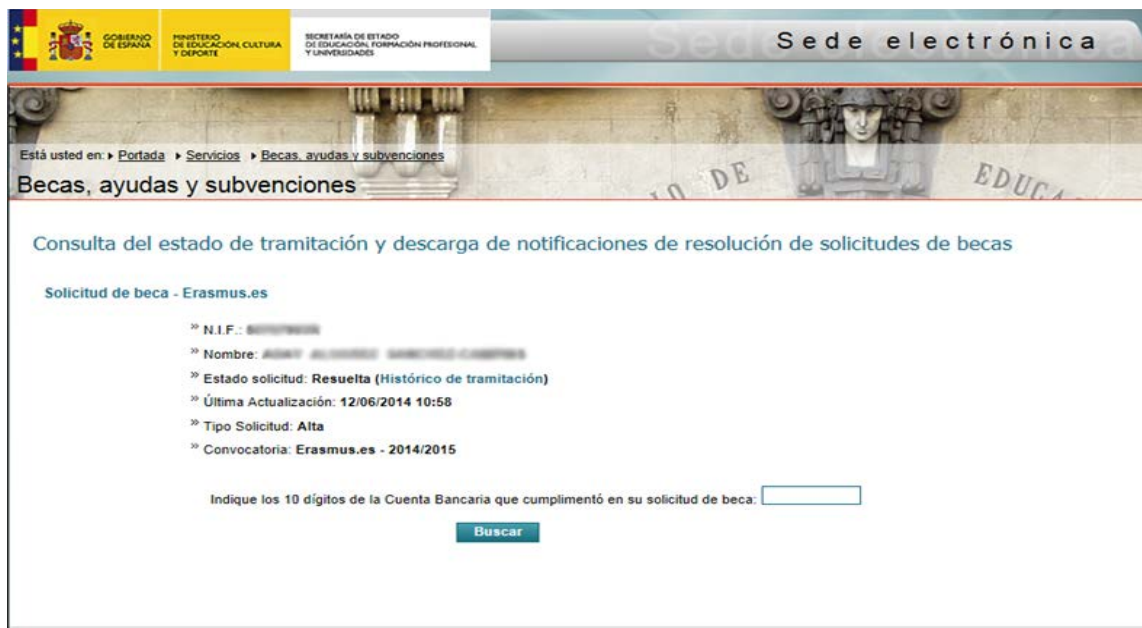 GOBIERNO
DE ESPAÑA
MINISTERIO
DE EDUCACIÓN, CULTURA
Y DEPORTE
SECRETARÍA DE ESTADO
DE EDUCACIÓN, FORMACIÓN PROFESIONAL
Y UNIVERSIDADES
Sede electrónica
Está usted en: Portada Servicios Becas, ayudas y subvenciones
Becas, ayudas y subvenciones
DE EDUCA
Consulta del estado de tramitación y descarga de notificaciones de resolución de solicitudes de becas
Solicitud de beca - Erasmus.es
» N.I.F.:
» Nombre:
» Estado solicitud: Resuelta (Histórico de tramitación)
» Última Actualización: 12/06/2014 10:58
» Tipo Solicitud: Alta
» Convocatoria: Erasmus.es - 2014/2015
Indique los 10 dígitos de la Cuenta Bancaria que cumplimentó en su solicitud de beca:
Buscar